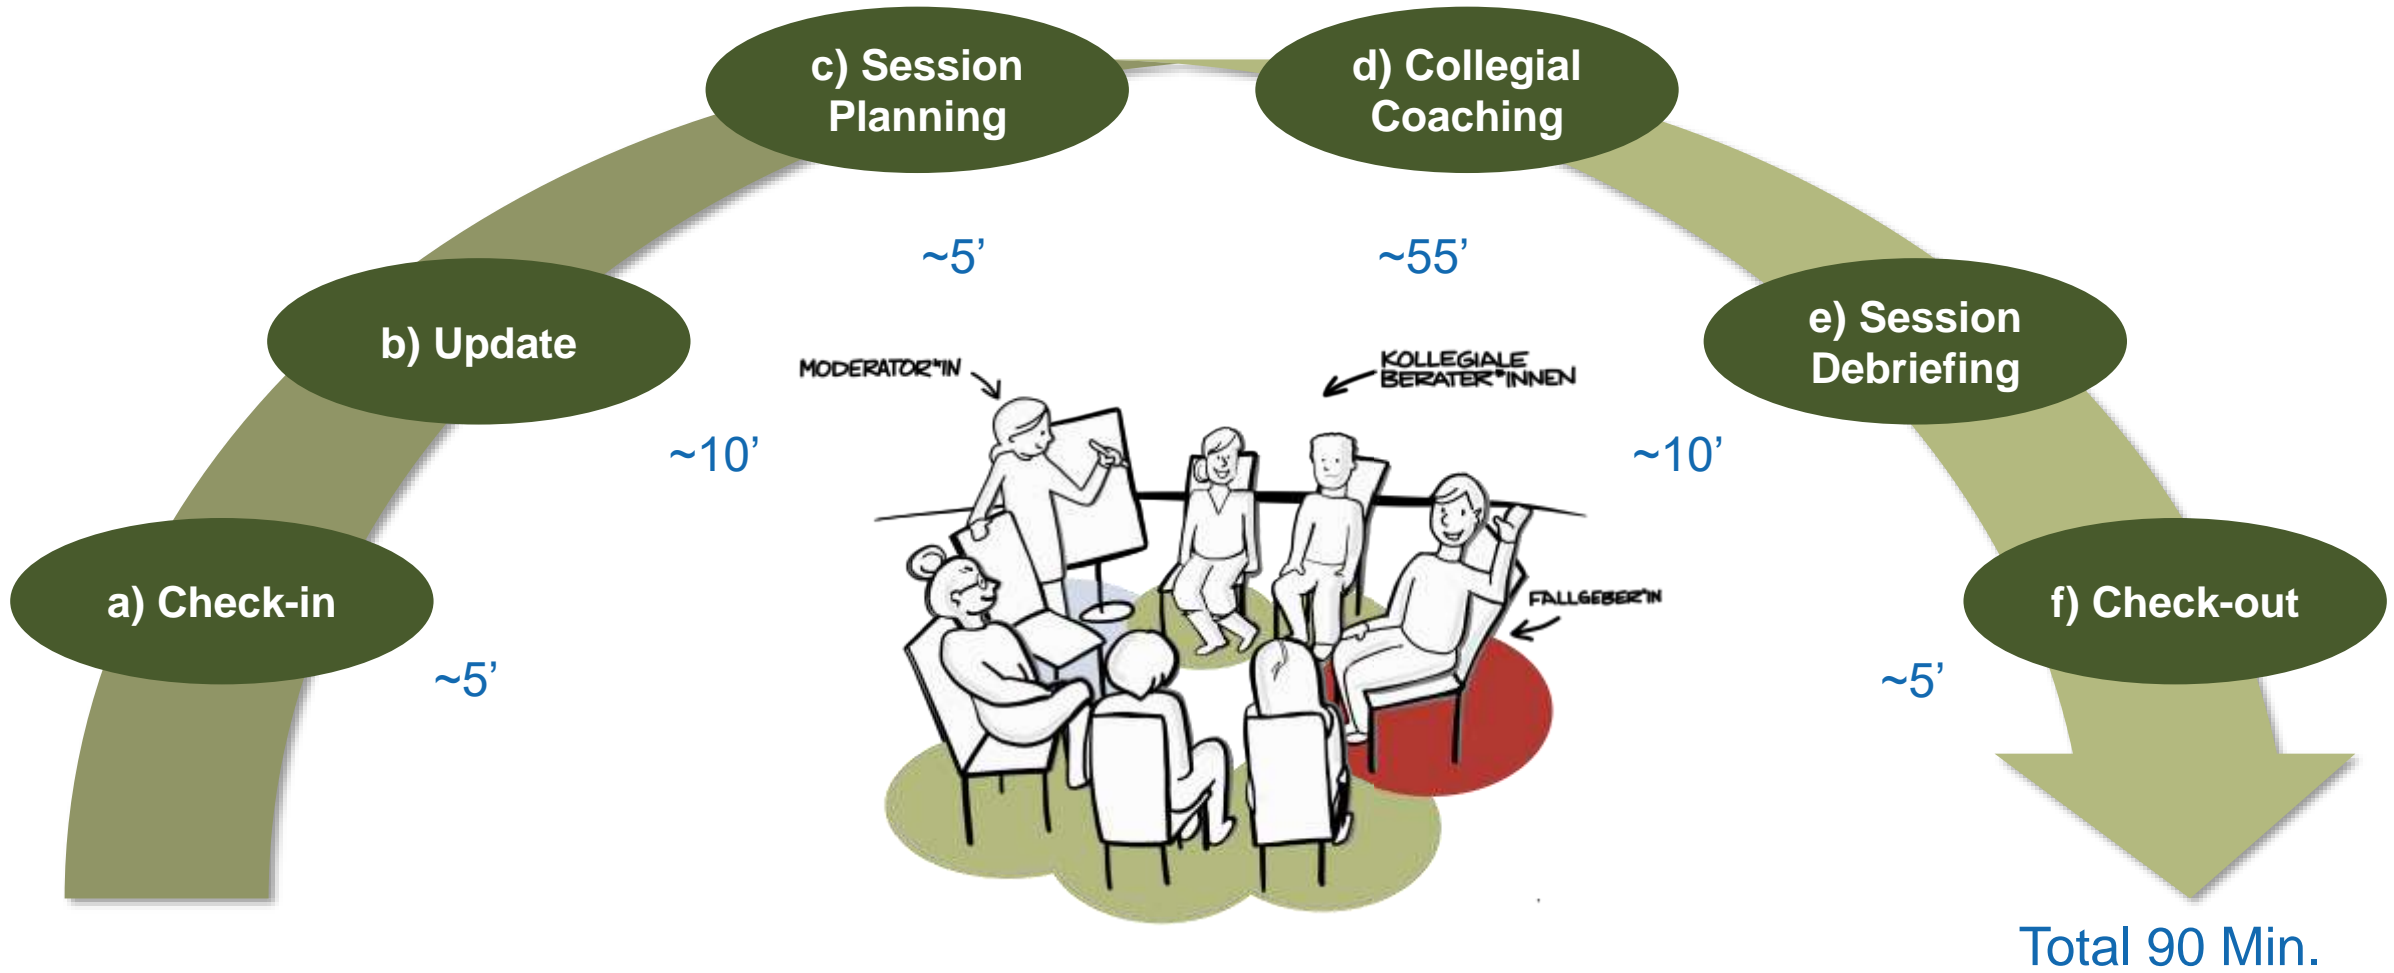 c) Session
Planning
d) Collegial
Coaching
~5’
~55’
b) Update
e) Session
Debriefing
MODERATOR*IN
KOLLEGIALE
BERATER*INNEN
~10’
~10’
a) Check-in
FALLGEBER*IN
f) Check-out
~5’
~5’
Total 90 Min.